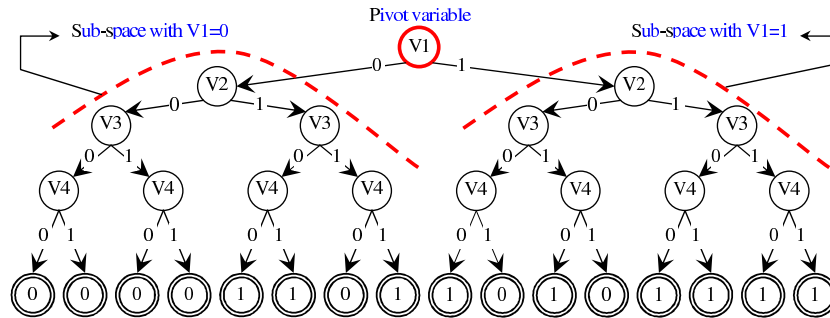 Pivot variable
Sub-space with V1=0
Sub-space with V1=1
V1
0 1
V2 V2
0 1 0 1
V3 V3 V3 V3
0 1 0 1 0 1 0 1
V4 V4 V4 V4 V4 V4 V4 V4
0 1 0 1 0 1 0 1 0 1 0 1 0 1 0 1
0 0 0 0 1 1 0 1 1 0 1 0 1 1 1 1